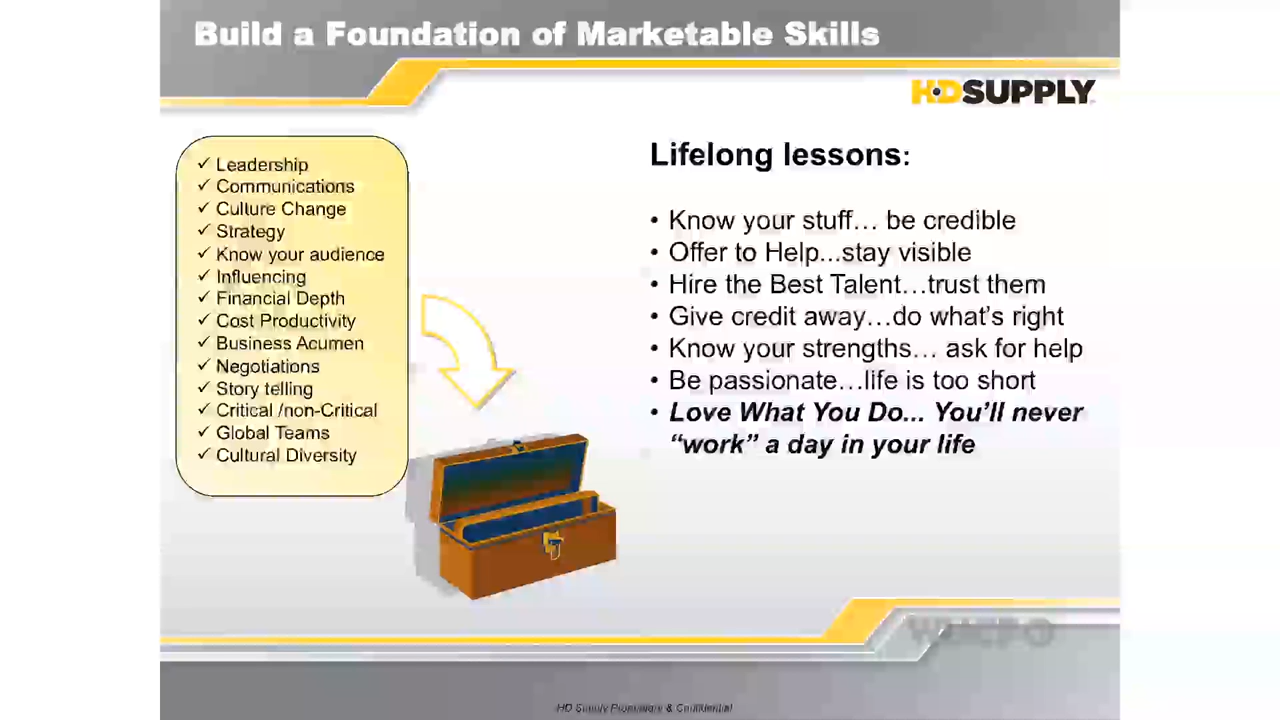 Build a Foundation of Marketable Skills
HDSUPPLY
✓ Leadership
✓ Communications
✓ Culture Change
✓ Strategy
✓ Know your audience
✓ Influencing
✓ Financial Depth
✓ Cost Productivity
✓ Business Acumen
✓ Negotiations
✓ Story telling
✓ Critical /non-Critical
✓ Global Teams
✓ Cultural Diversity
Lifelong lessons:
• Know your stuff… be credible
• Offer to Help...stay visible
• Hire the Best Talent…trust them
• Give credit away…do what's right
• Know your strengths… ask for help
• Be passionate…life is too short
• Love What You Do... You'll never
“work” a day in your life
HD Supply Proprietary & Confidential